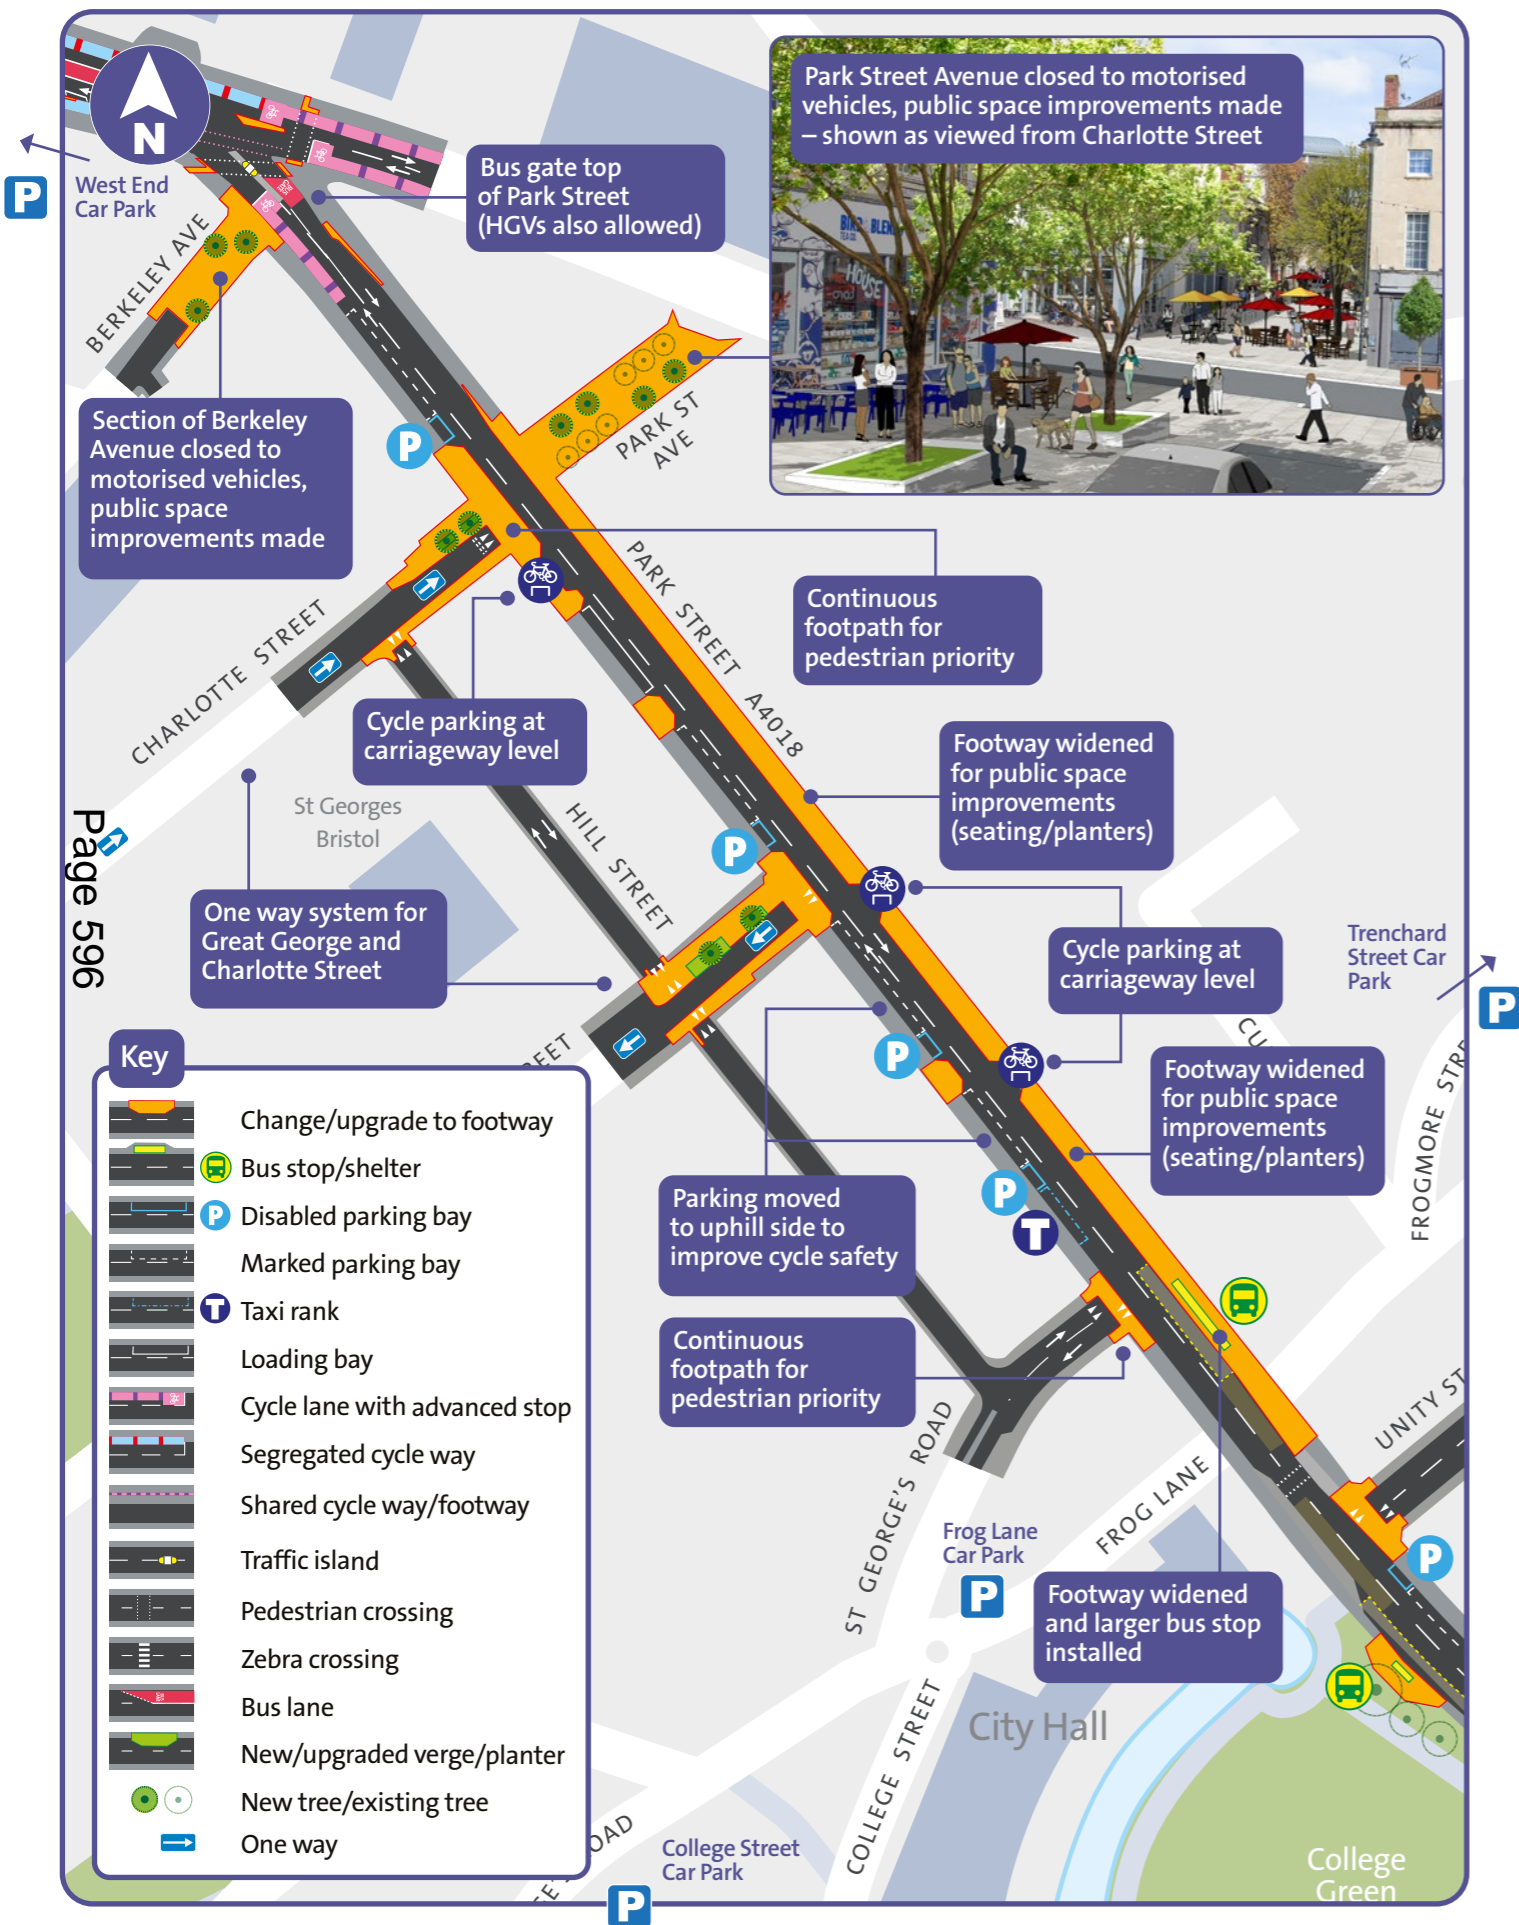 Park Street Avenue closed to motorised
vehicles, public space improvements made
– shown as viewed from Charlotte Street
N
P
West End
Car Park
Bus gate top
of Park Street
(HGVs also allowed)
BUS
GATE
BERKELEY AVE
HOUSE
Section of Berkeley
Avenue closed to
motorised vehicles,
public space
improvements made
P
PARK ST
AVE
PARK STREET A4018
Continuous
footpath for
pedestrian priority
CHARLOTTE STREET
Cycle parking at
carriageway level
Footway widened
for public space
improvements
(seating/planters)
St Georges
Bristol
HILL STREET
P
Page 596
One way system for
Great George and
Charlotte Street
Cycle parking at
carriageway level
Trenchard
Street Car
Park
P
CU
REET
P
Footway widened
for public space
improvements
(seating/planters)
FROGMORE STRE
Parking moved
to uphill side to
improve cycle safety
P
T
Continuous
footpath for
pedestrian priority
UNITY ST
ST GEORGE'S ROAD
FROG LANE
Frog Lane
Car Park
P
P
Footway widened
and larger bus stop
installed
City Hall
COLLEGE STREET
College Street
Car Park
P
College
Green
OAD
Key
Change/upgrade to footway
Bus stop/shelter
P Disabled parking bay
Marked parking bay
T Taxi rank
Loading bay
Cycle lane with advanced stop
Segregated cycle way
Shared cycle way/footway
Traffic island
Pedestrian crossing
Zebra crossing
Bus lane
New/upgraded verge/planter
New tree/existing tree
One way